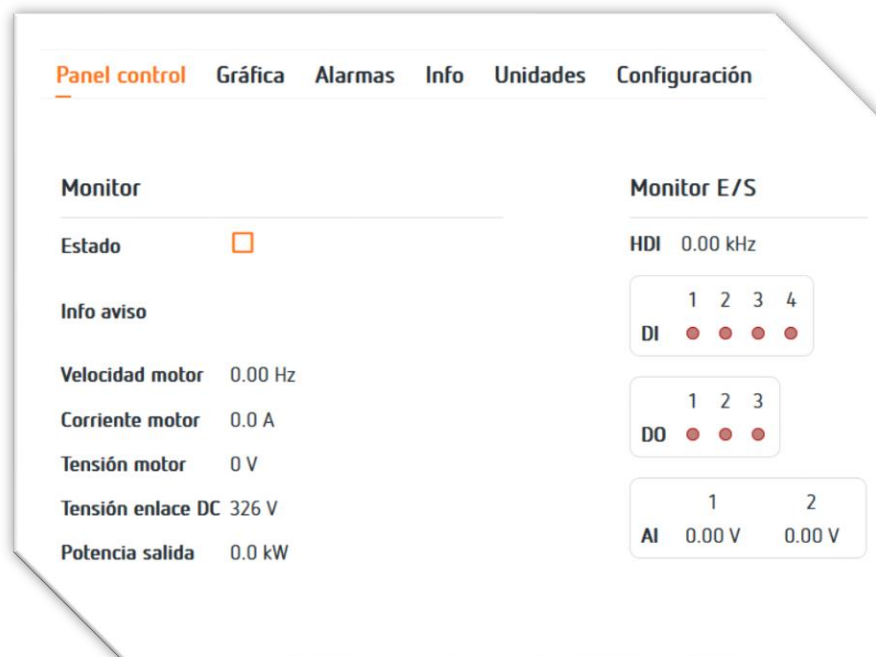 Panel control Gráfica Alarmas Info Unidades Configuración
Monitor
Estado
Info aviso
Velocidad motor 0.00 Hz
Corriente motor 0.0 A
Tensión motor 0 V
Tensión enlace DC 326 V
Potencia salida 0.0 kW
Monitor E/S
HDI 0.00 kHz
1 2 3 4
DI
1 2 3
DO
1 2
AI 0.00 V 0.00 V